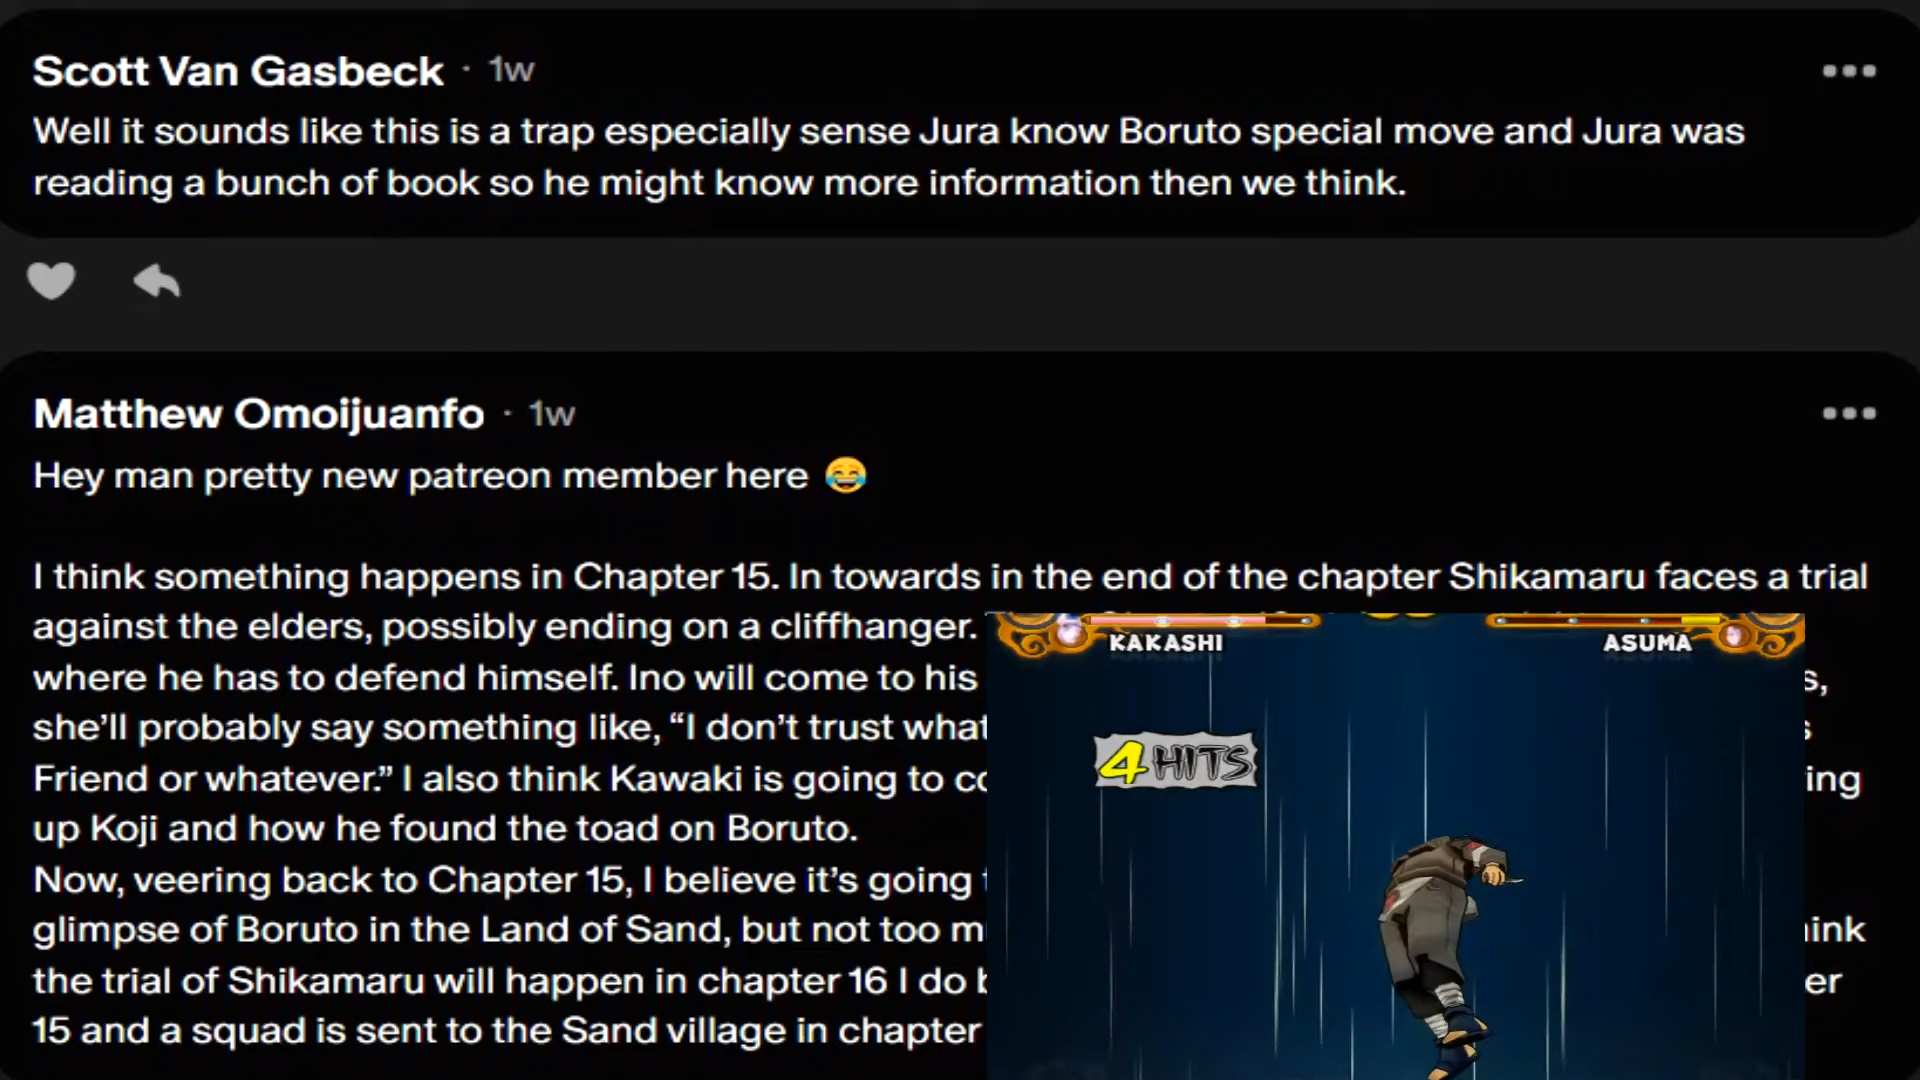 Scott Van Gasbeck · 1w
Well it sounds like this is a trap especially sense Jura know Boruto special move and Jura was
reading a bunch of book so he might know more information then we think.
Matthew Omoijuanfo · 1w
Hey man pretty new patreon member here 😂
I think something happens in Chapter 15. In towards in the end of the chapter Shikamaru faces a trial
against the elders, possibly ending on a cliffhanger.
KAKASHI
ASUMA
where he has to defend himself. Ino will come to his
she’ll probably say something like, “I don’t trust what
4 HITS
Friend or whatever.” I also think Kawaki is going to
up Koji and how he found the toad on Boruto.
Now, veering back to Chapter 15, I believe it’s going
glimpse of Boruto in the Land of Sand, but not too
the trial of Shikamaru will happen in chapter 16 I do
15 and a squad is sent to the Sand village in chapter